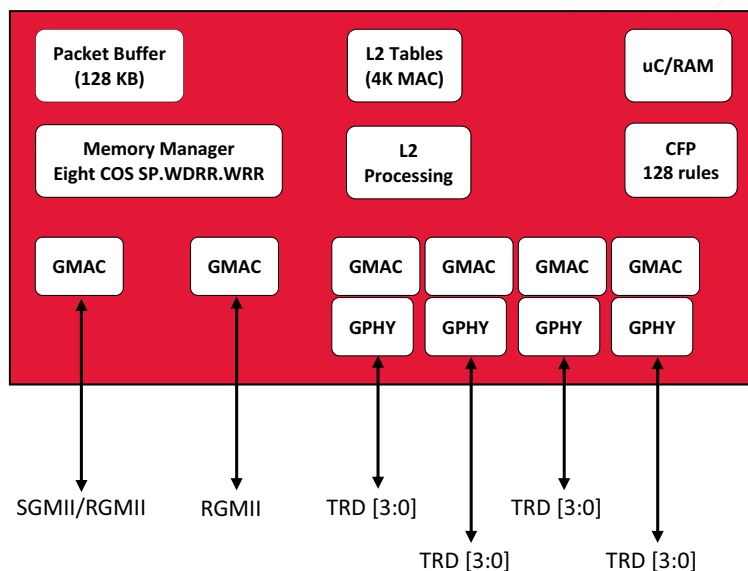 Packet Buffer
(128 KB)
L2 Tables
(4K MAC)
uC/RAM
Memory Manager
Eight COS SP.WDRR.WRR
L2
Processing
CFP
128 rules
GMAC
GMAC
GMAC
GMAC
GMAC
GMAC
GPHY
GPHY
GPHY
GPHY
SGMII/RGMII
RGMII
TRD [3:0]
TRD [3:0]
TRD [3:0]
TRD [3:0]